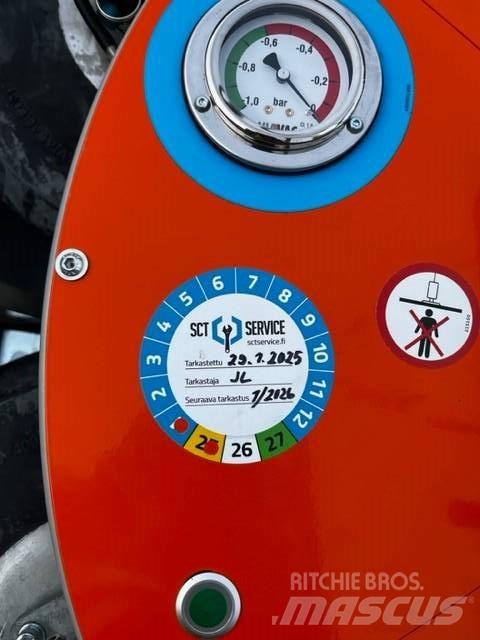 -0,6 -0,4
-0,8 -0,2
-1,0 bar 0
1 2 3 4 5 6 7 8 9 10 11 12
SCT SERVICE
sctservice.fi
Tarkastettu 29.1.2025
Tarkastaja JL
Seuraava tarkastus 1/2026
25 26 27
RITCHIE BROS.
MASCUS